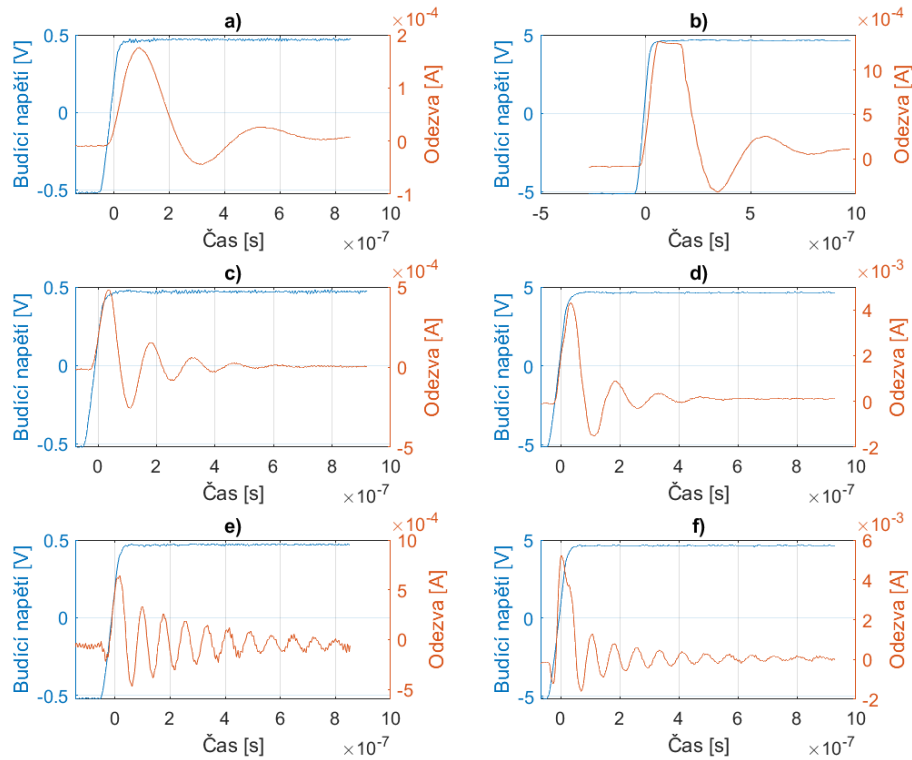 a)
×10⁻⁴
Budící napětí [V]
0.5
0
-0.5
Odezva [A]
2
1
0
-1
0 2 4 6 8 10
Čas [s]
×10⁻⁷
b)
×10⁻⁴
Budící napětí [V]
5
0
-5
Odezva [A]
10
5
0
-5 0 5 10
Čas [s]
×10⁻⁷
c)
×10⁻⁴
Budící napětí [V]
0.5
0
-0.5
Odezva [A]
5
0
-5
0 2 4 6 8 10
Čas [s]
×10⁻⁷
d)
×10⁻³
Budící napětí [V]
5
0
-5
Odezva [A]
4
2
0
-2
0 2 4 6 8 10
Čas [s]
×10⁻⁷
e)
×10⁻⁴
Budící napětí [V]
0.5
0
-0.5
Odezva [A]
10
5
0
-5
0 2 4 6 8 10
Čas [s]
×10⁻⁷
f)
×10⁻³
Budící napětí [V]
5
0
-5
Odezva [A]
6
4
2
0
-2
0 2 4 6 8 10
Čas [s]
×10⁻⁷